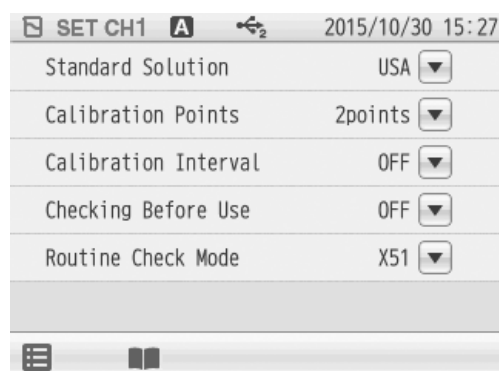 SET CH1 A 2 2015/10/30 15:27
Standard Solution USA
Calibration Points 2points
Calibration Interval OFF
Checking Before Use OFF
Routine Check Mode X51